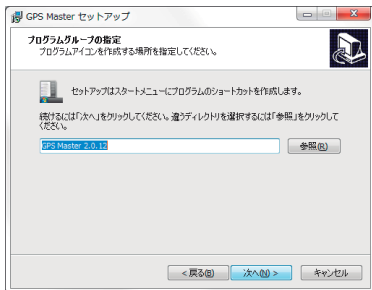 GPS Master セットアップ
プログラムグループの指定
プログラムアイコンを作成する場所を指定してください。
セットアップはスタートメニューにプログラムのショートカットを作成します。
続けるには「次へ」をクリックしてください。違うディレクトリを選択するには「参照」をクリックして
ください。
GPS Master 2.0.12
参照(R)
< 戻る(B)
次へ(N) >
キャンセル